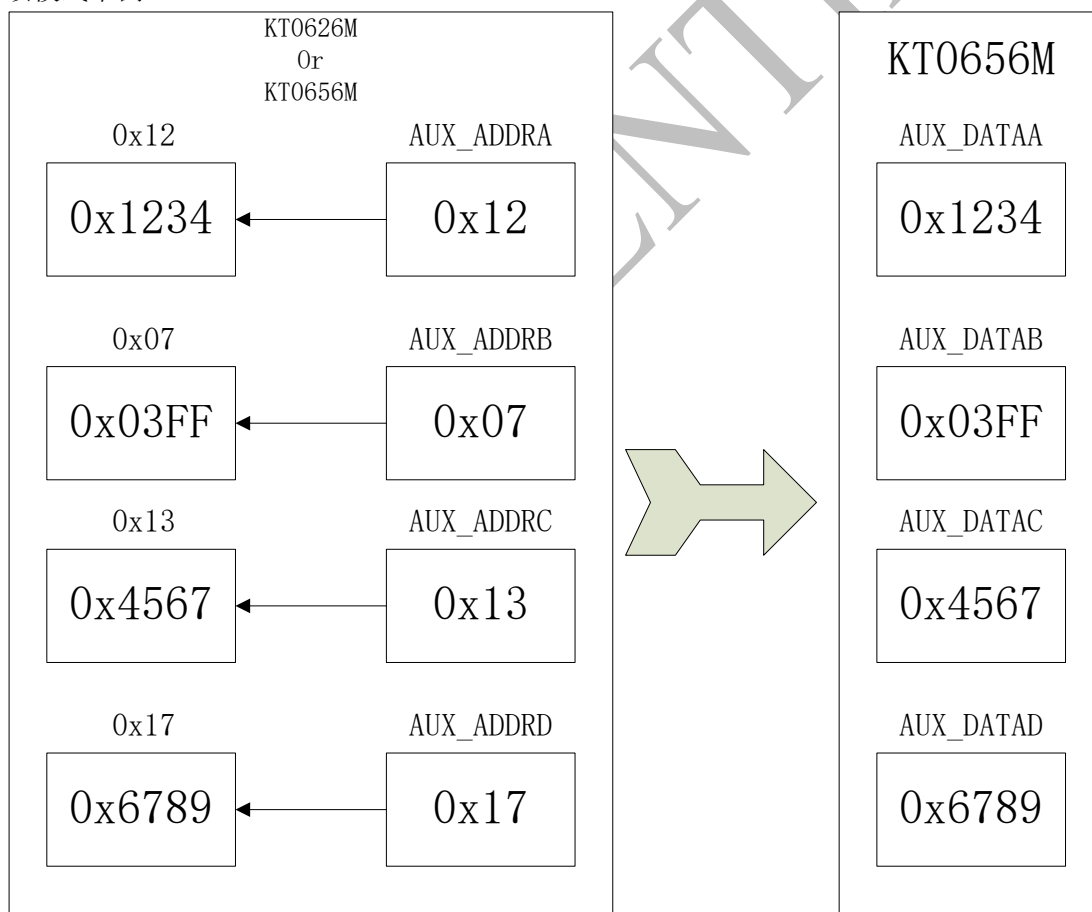 KT0626M
Or
KT0656M
KT0656M
0x12
AUX_ADDRA
AUX_DATAA
0x1234
0x12
0x1234
0x07
AUX_ADDRB
AUX_DATAB
0x03FF
0x07
0x03FF
0x13
AUX_ADDRC
AUX_DATAC
0x4567
0x13
0x4567
0x17
AUX_ADDRD
AUX_DATAD
0x6789
0x17
0x6789